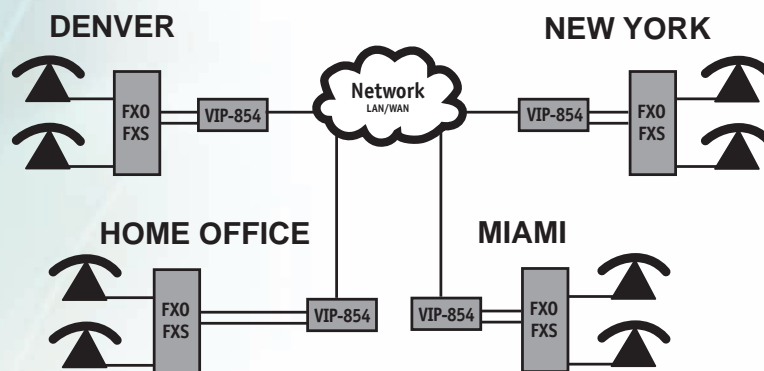 DENVER
NEW YORK
FXO
FXS
VIP-854
Network
LAN/WAN
VIP-854
FXO
FXS
HOME OFFICE
MIAMI
FXO
FXS
VIP-854
VIP-854
FXO
FXS